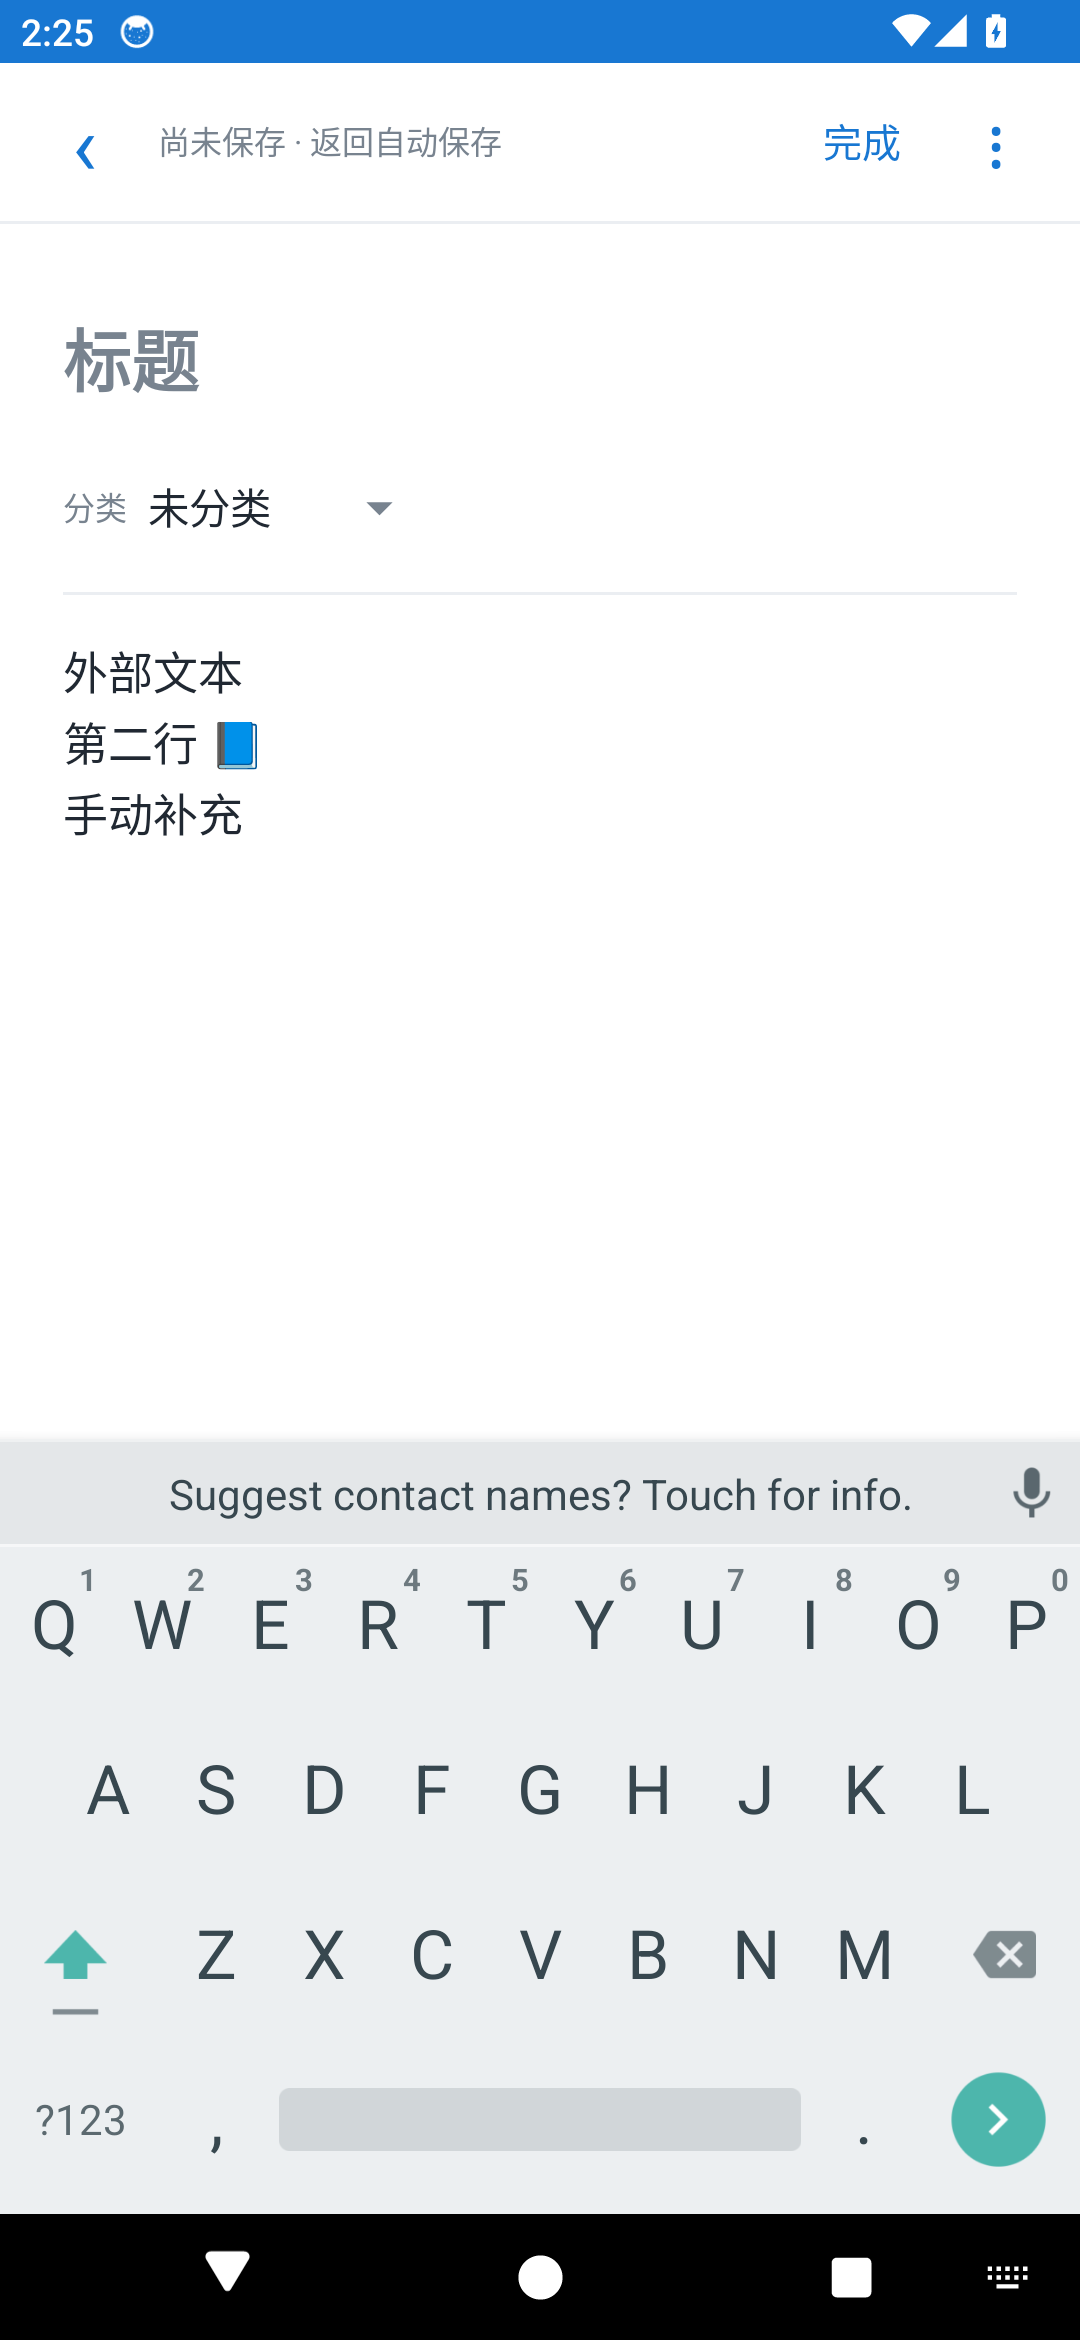 2:25
尚未保存 · 返回自动保存
完成
标题
分类 未分类
外部文本
第二行 📘
手动补充
Suggest contact names? Touch for info.
1 2 3 4 5 6 7 8 9 0
Q W E R T Y U I O P
A S D F G H J K L
Z X C V B N M
?123 , .